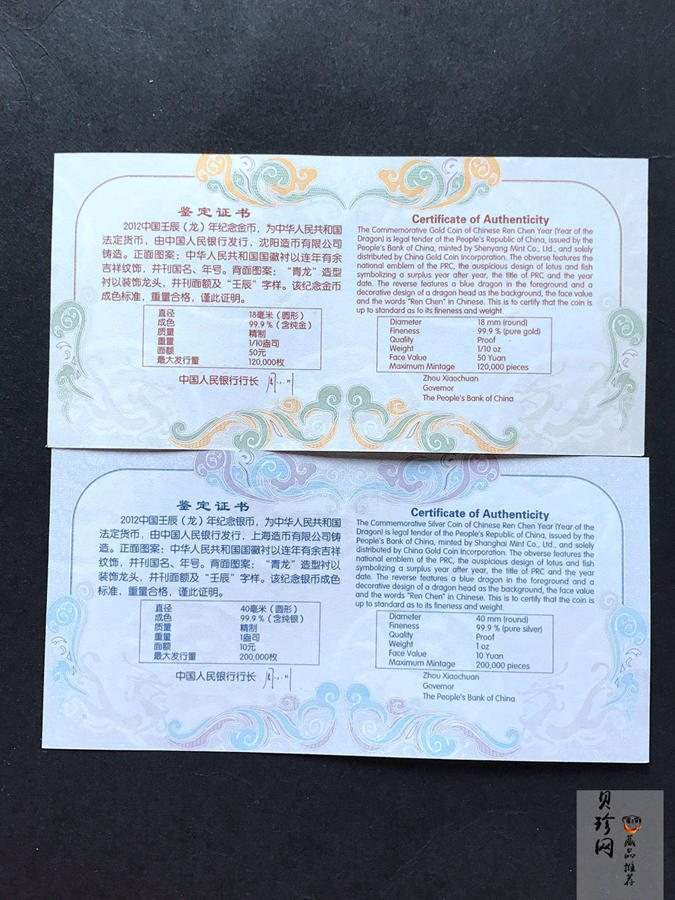 鉴定证书
2012中国壬辰（龙）年纪念金币，为中华人民共和国
法定货币，由中国人民银行发行，沈阳造币有限公司
铸造。正面图案：中华人民共和国国徽衬以连年有余
吉祥纹饰，并刊国名、年号。背面图案：“青龙”造型
衬以装饰龙头，并刊面额及“壬辰”字样。该纪念金币
成色标准，重量合格，谨此证明。
直径 18毫米（圆形）
成色 99.9%（含纯金）
质量 精制
重量 1/10盎司
面额 50元
最大发行量 120,000枚
中国人民银行行长
Certificate of Authenticity
The Commemorative Gold Coin of Chinese Ren Chen Year (Year of the
Dragon) is legal tender of the People's Republic of China, issued by the
People's Bank of China, minted by Shenyang Mint Co., Ltd., and solely
distributed by China Gold Coin Incorporation. The obverse features the
national emblem of the PRC, the auspicious design of lotus and fish
symbolizing a surplus year after year, the title of PRC and the year
date. The reverse features a blue dragon in the foreground and a
decorative design of a dragon head as the background, the face value
and the words "Ren Chen" in Chinese. This is to certify that the coin is
up to standard as to its fineness and weight.
Diameter 18 mm (round)
Fineness 99.9 % (pure gold)
Quality Proof
Weight 1/10 oz
Face Value 50 Yuan
Maximum Mintage 120,000 pieces
Zhou Xiaochuan
Governor
The People's Bank of China
鉴定证书
2012中国壬辰（龙）年纪念银币，为中华人民共和国
法定货币，由中国人民银行发行，上海造币有限公司铸
造。正面图案：中华人民共和国国徽衬以连年有余吉祥
纹饰，并刊国名、年号。背面图案：“青龙”造型衬以
装饰龙头，并刊面额及“壬辰”字样。该纪念银币成色
标准，重量合格，谨此证明。
直径 40毫米（圆形）
成色 99.9%（含纯银）
质量 精制
重量 1盎司
面额 10元
最大发行量 200,000枚
中国人民银行行长
Certificate of Authenticity
The Commemorative Silver Coin of Chinese Ren Chen Year (Year of the
Dragon) is legal tender of the People's Republic of China, issued by the
People's Bank of China, minted by Shanghai Mint Co., Ltd., and solely
distributed by China Gold Coin Incorporation. The obverse features the
national emblem of the PRC, the auspicious design of lotus and fish
symbolizing a surplus year after year, the title of PRC and the year
date. The reverse features a blue dragon in the foreground and a
decorative design of a dragon head as the background, the face value
and the words "Ren Chen" in Chinese. This is to certify that the coin is
up to standard as to its fineness and weight.
Diameter 40 mm (round)
Fineness 99.9 % (pure silver)
Quality Proof
Weight 1 oz
Face Value 10 Yuan
Maximum Mintage 200,000 pieces
Zhou Xiaochuan
Governor
The People's Bank of China
贝珍网
藏品推荐